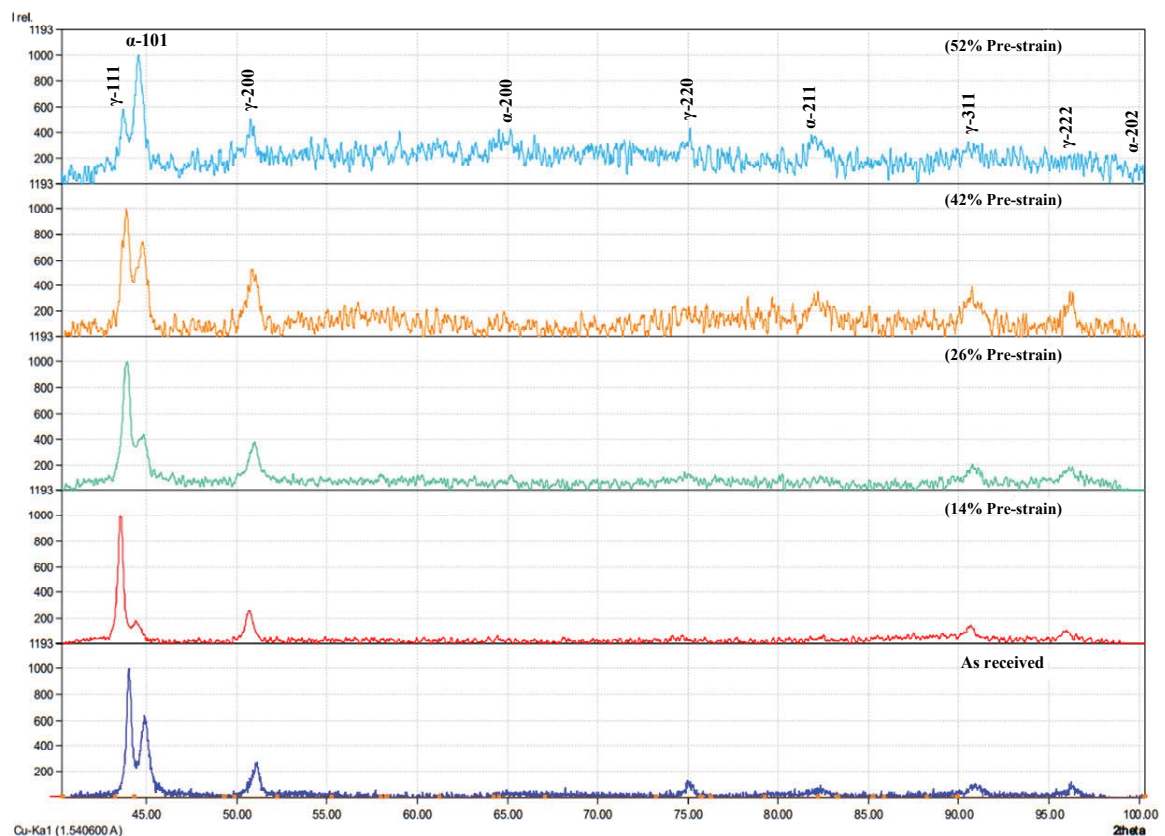 I rel.
1193
α-101
(52% Pre-strain)
1000
γ-111
γ-200
α-200
γ-220
α-211
γ-311
γ-222
α-202
800
600
400
200
1193
(42% Pre-strain)
1000
800
600
400
200
1193
(26% Pre-strain)
1000
800
600
400
200
1193
(14% Pre-strain)
1000
800
600
400
200
1193
As received
1000
800
600
400
200
45.00 50.00 55.00 60.00 65.00 70.00 75.00 80.00 85.00 90.00 95.00 100.00
Cu-Ka1 (1.540600 A) 2theta